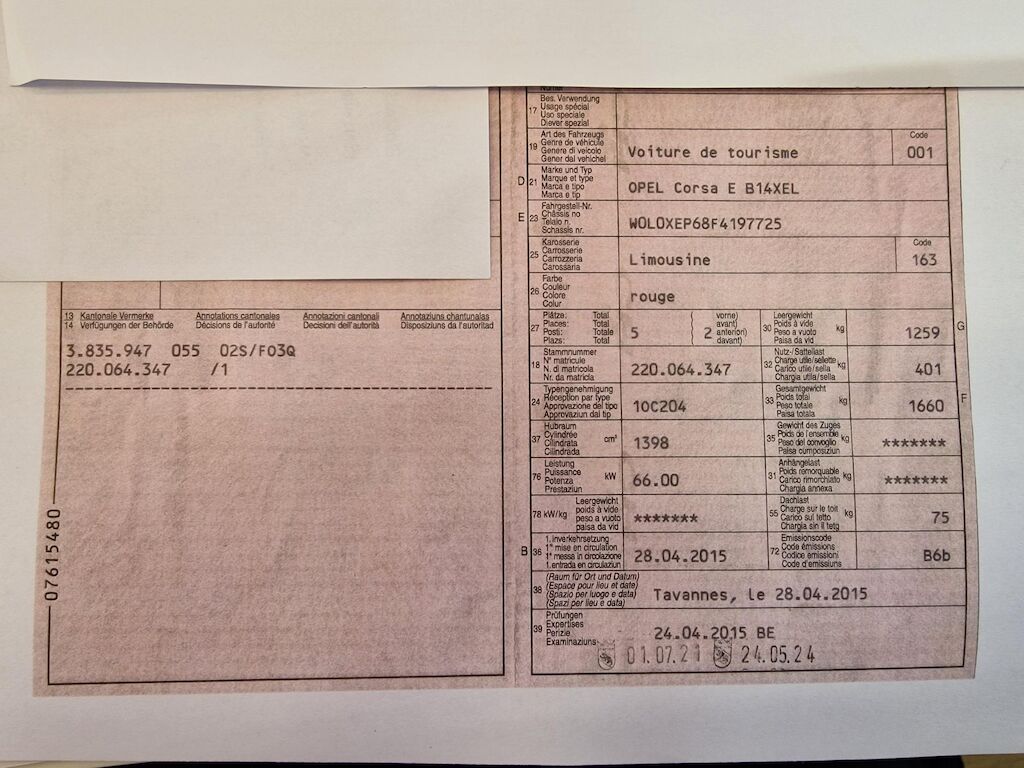 17 Bes. Verwendung
Usage spécial
Uso speciale
Diever spezial
19 Art des Fahrzeugs
Genre de véhicule
Genere di veicolo
Gener dal vehichel
Voiture de tourisme
Code
001
D 21 Marke und Typ
Marque et type
Marca e tipo
Marca e tip
OPEL Corsa E B14XEL
E 23 Fahrgestell-Nr.
Châssis no
Telaio n.
Schassis nr.
WOLOXEP68F4197725
25 Karosserie
Carrosserie
Carrozzeria
Carossaria
Limousine
Code
163
26 Farbe
Couleur
Colore
Colur
rouge
27 Plätze: Total
Places: Total
Posti: Totale
Plazs: Total
5
( 2 vorne)
avant)
anteriori)
davant)
30 Leergewicht
Poids à vide
Peso a vuoto
Paisa da vid
kg
1259
G
18 Stammnummer
N° matricule
N. di matricola
Nr. da matricla
220.064.347
32 Nutz-/Sattellast
Charge utile/sellette
Carico utile/sella
Chargia utila/sella
kg
401
24 Typengenehmigung
Réception par type
Approvazione del tipo
Approvaziun dal tip
10C204
33 Gesamtgewicht
Poids total
Peso totale
Paisa totala
kg
1660
F
37 Hubraum
Cylindrée
Cilindrata
Cilindrada
cm³
1398
35 Gewicht des Zuges
Poids de l'ensemble
Peso del convoglio
Paisa cumposiziun
kg
*******
76 Leistung
Puissance
Potenza
Prestaziun
kW
66.00
31 Anhängelast
Poids remorquable
Carico rimorchiato
Chargia annexa
kg
*******
78 kW/kg
Leergewicht
poids à vide
peso a vuoto
paisa da vid
*******
55 Dachlast
Charge sur le toit
Carico sul tetto
Chargia sin il tetg
kg
75
B 36 1. Inverkehrsetzung
1re mise en circulation
1a messa in circolazione
1. entrada en circulaziun
28.04.2015
72 Emissionscode
Code émissions
Codice emissioni
Code d'emissiuns
B6b
38 (Raum für Ort und Datum)
(Espace pour lieu et date)
(Spazio per luogo e data)
(Spazi per lieu e data)
Tavannes, le 28.04.2015
39 Prüfungen
Expertises
Perizie
Examinaziuns
24.04.2015 BE
01.07.21 24.05.24
13 Kantonale Vermerke Annotations cantonales Annotazioni cantonali Annotaziuns chantunalas
14 Verfügungen der Behörde Décisions de l'autorité Decisioni dell'autorità Disposiziuns da l'autoritad
3.835.947 055 02S/F03Q
220.064.347 /1
07615480